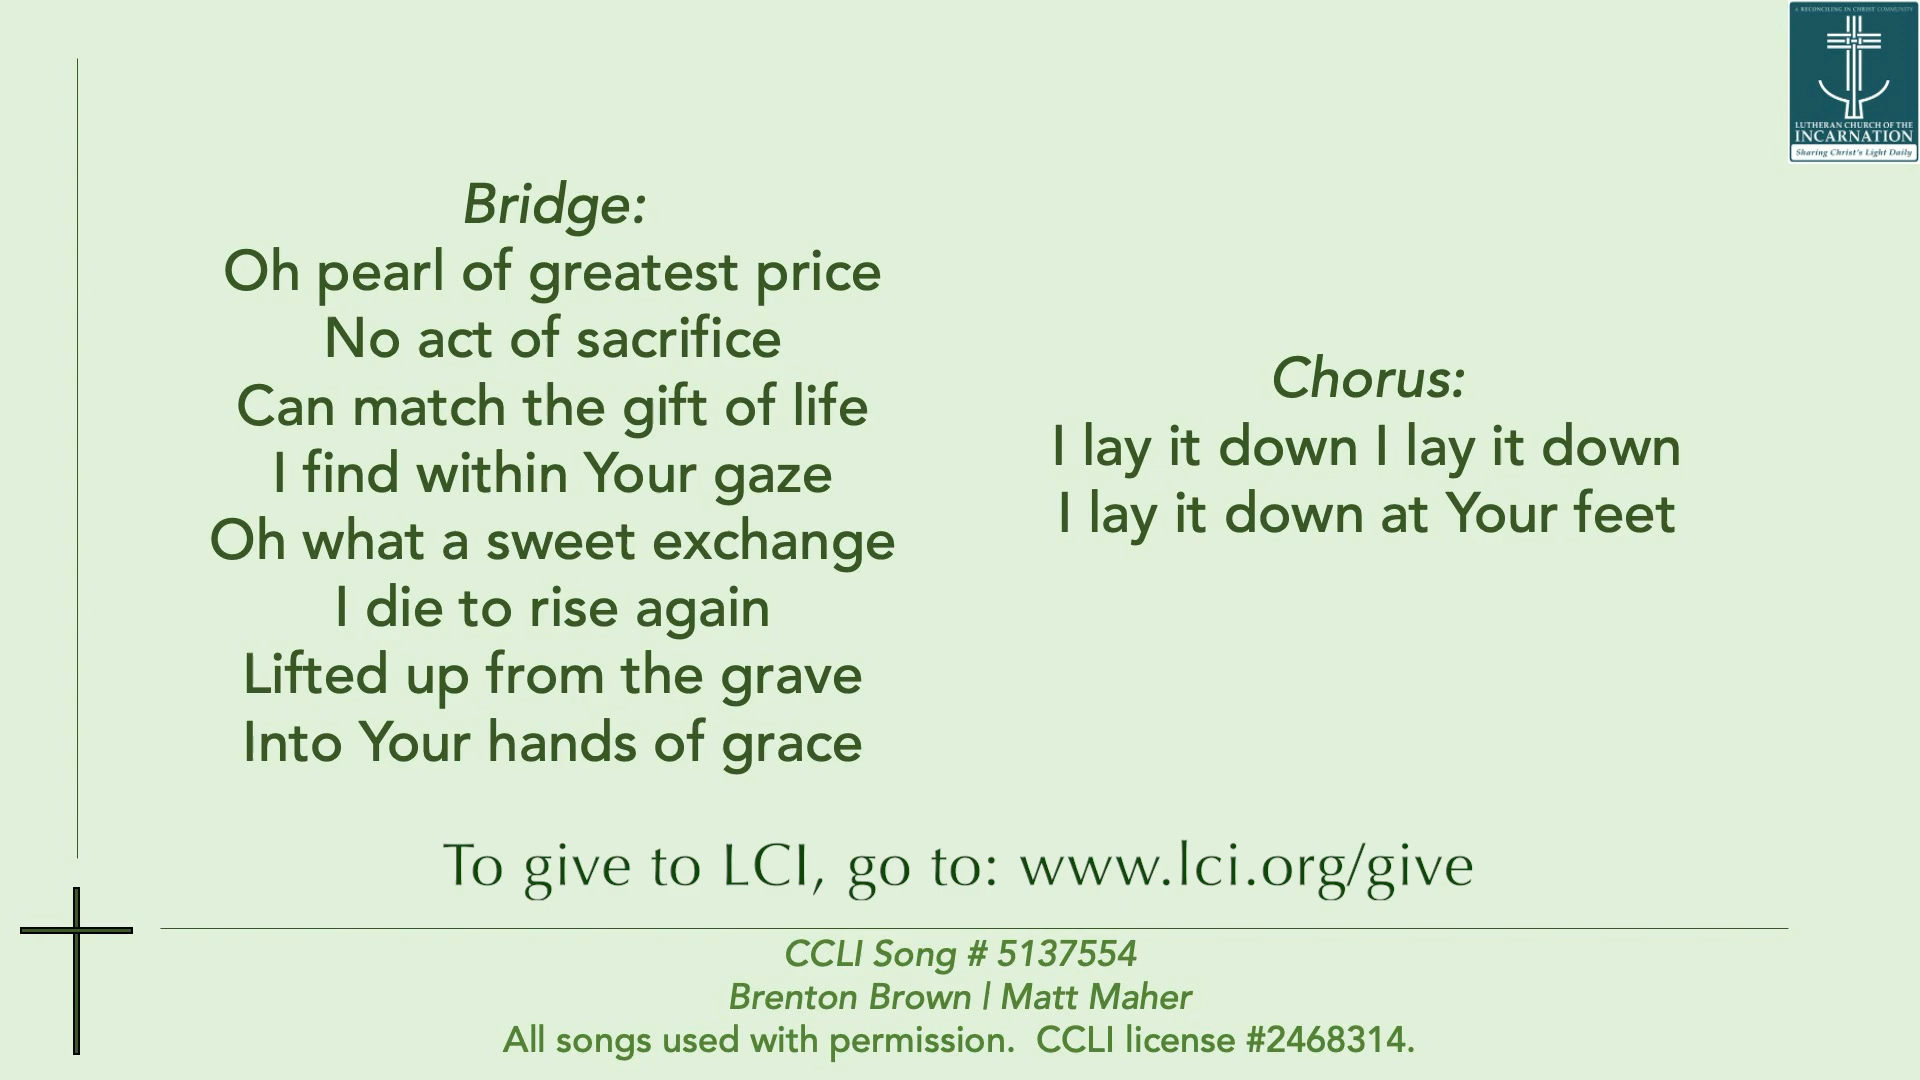 A RECONCILING IN CHRIST COMMUNITY
LUTHERAN CHURCH OF THE
INCARNATION
Sharing Christ's Light Daily
Bridge:
Oh pearl of greatest price
No act of sacrifice
Can match the gift of life
I find within Your gaze
Oh what a sweet exchange
I die to rise again
Lifted up from the grave
Into Your hands of grace
Chorus:
I lay it down I lay it down
I lay it down at Your feet
To give to LCI, go to: www.lci.org/give
CCLI Song # 5137554
Brenton Brown | Matt Maher
All songs used with permission.  CCLI license #2468314.